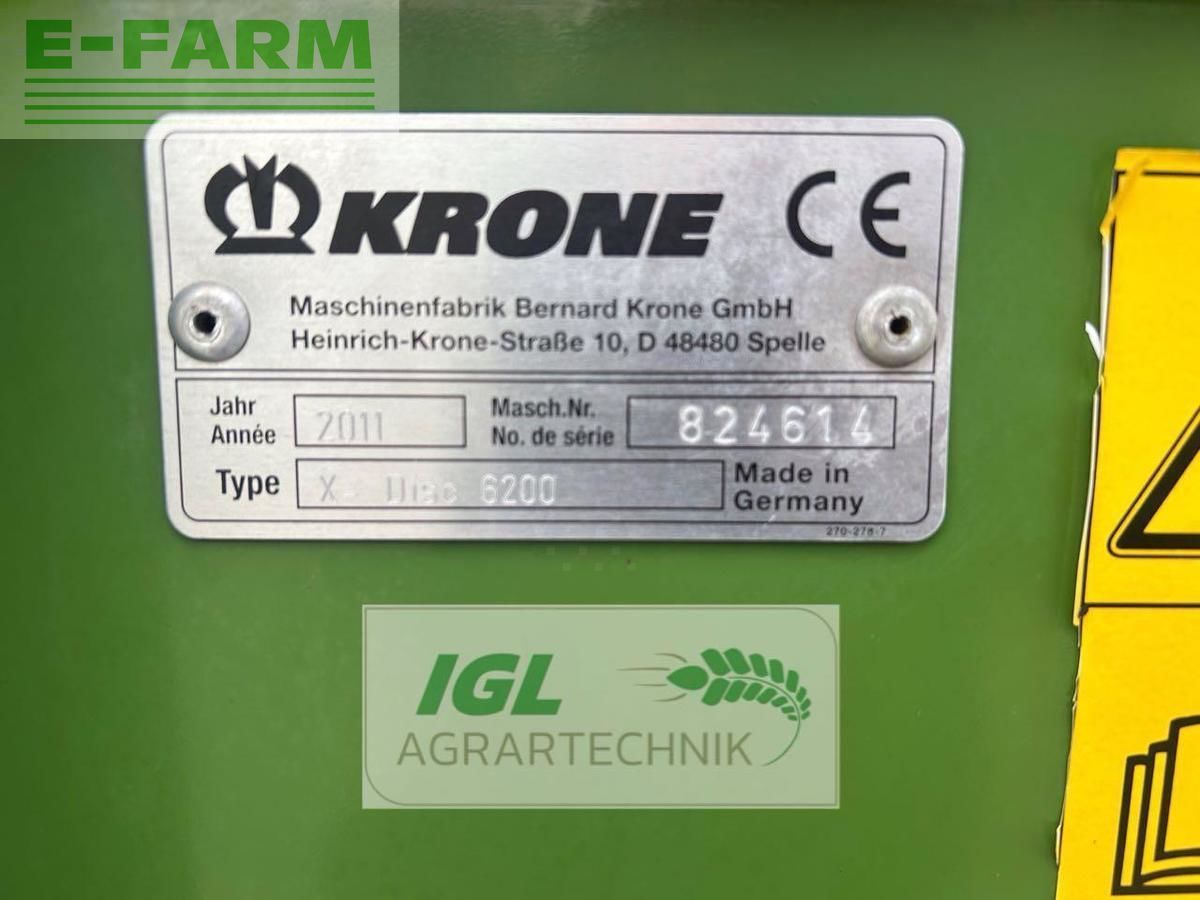 E-FARM
KRONE CE
Maschinenfabrik Bernard Krone GmbH
Heinrich-Krone-Straße 10, D 48480 Spelle
Jahr
Année
2011
Masch.Nr.
No. de série
824614
Type
X- Disc 6200
Made in
Germany
270-278-7
IGL
AGRARTECHNIK